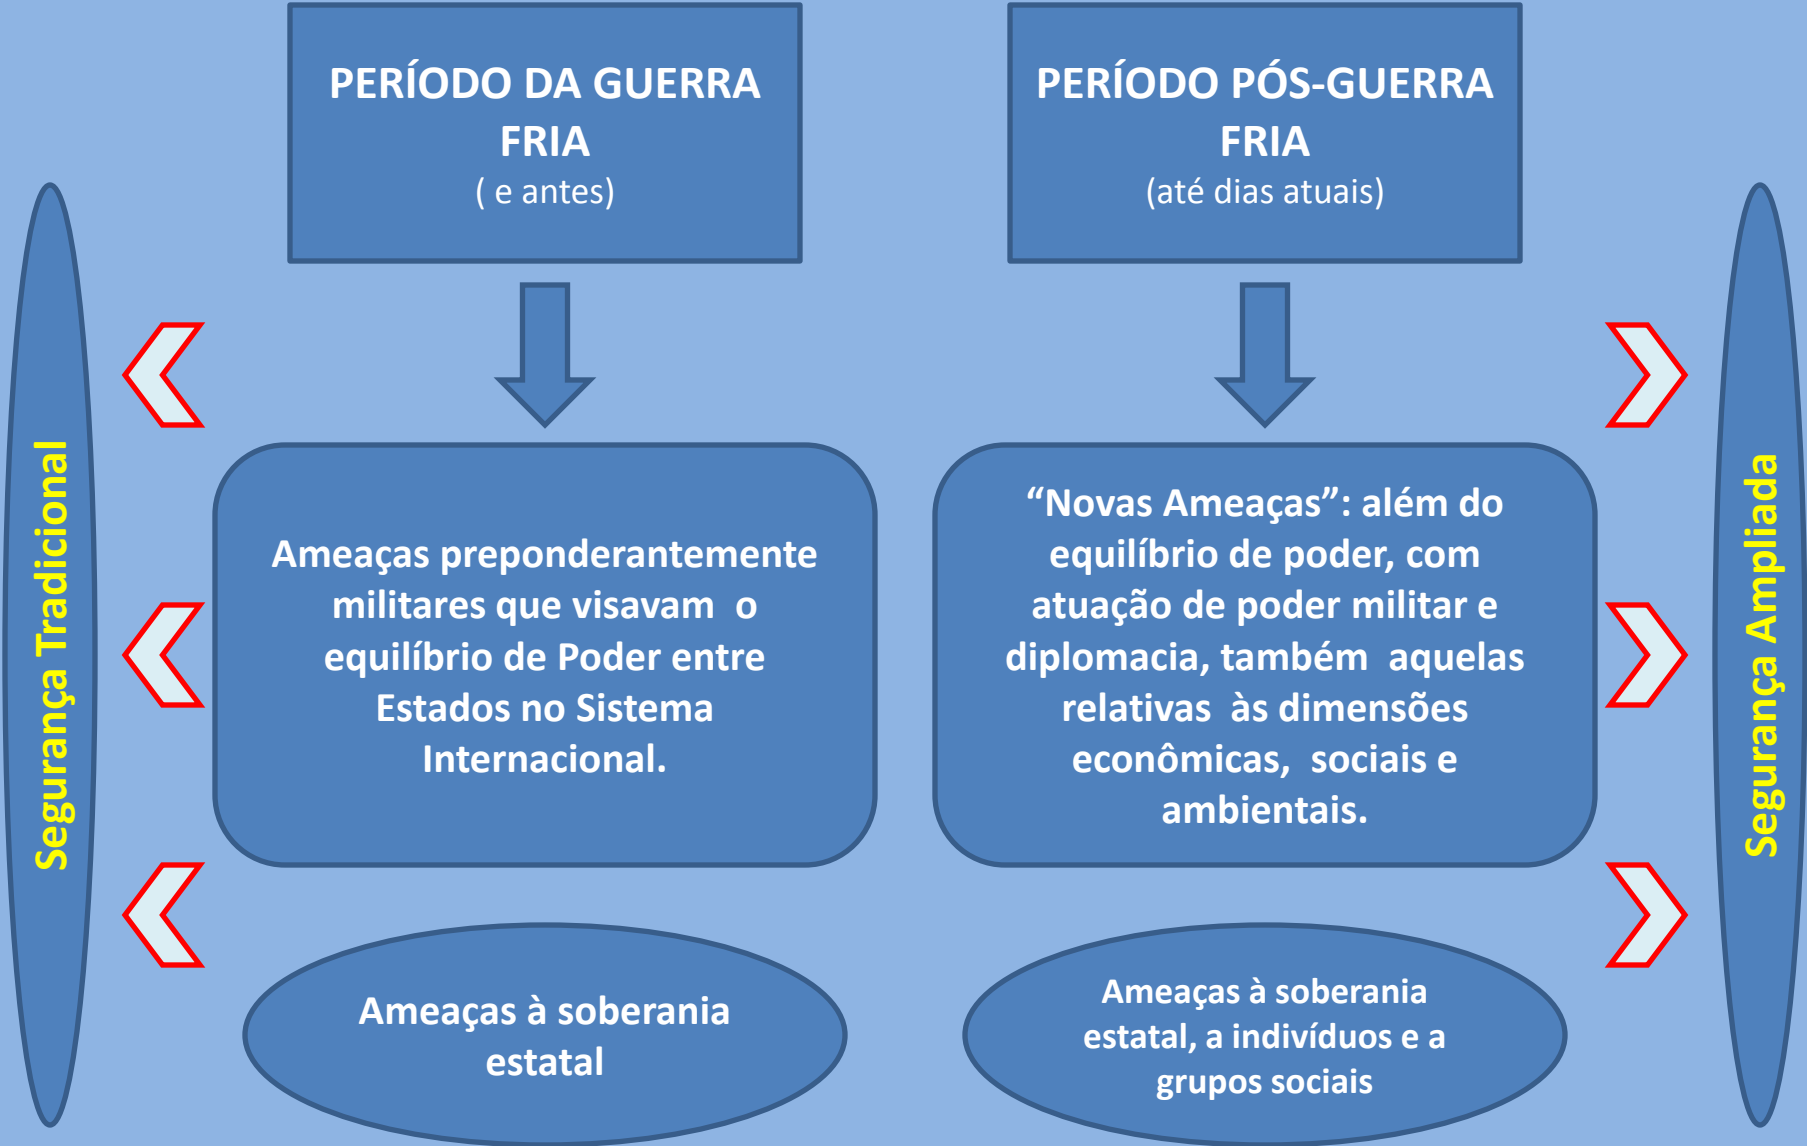 PERÍODO DA GUERRA
FRIA
( e antes)
PERÍODO PÓS-GUERRA
FRIA
(até dias atuais)
Segurança Tradicional
Ameaças preponderantemente
militares que visavam o
equilíbrio de Poder entre
Estados no Sistema
Internacional.
“Novas Ameaças”: além do
equilíbrio de poder, com
atuação de poder militar e
diplomacia, também aquelas
relativas às dimensões
econômicas, sociais e
ambientais.
Segurança Ampliada
Ameaças à soberania
estatal
Ameaças à soberania
estatal, a indivíduos e a
grupos sociais